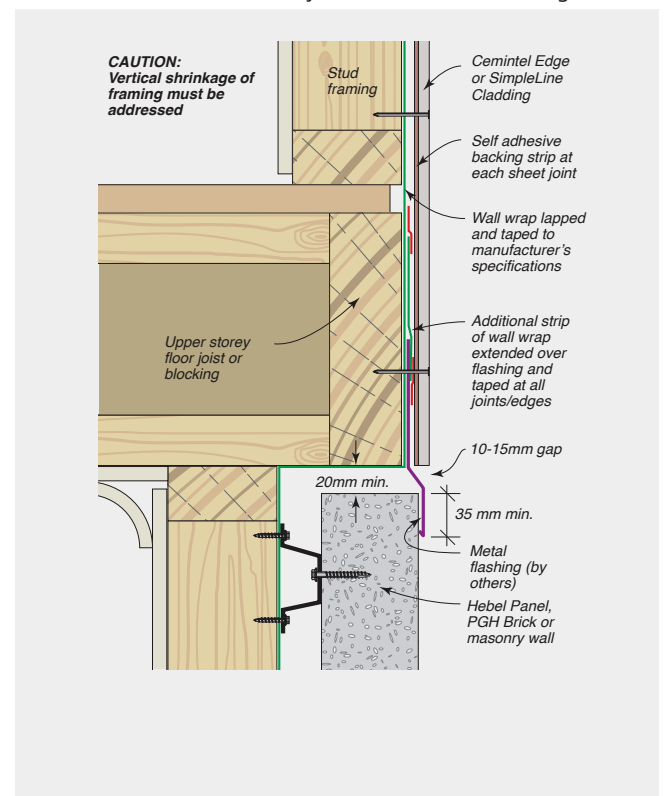 CAUTION:
Vertical shrinkage of
framing must be
addressed
Stud
framing
Cemintel Edge
or SimpleLine
Cladding
Self adhesive
backing strip at
each sheet joint
Wall wrap lapped
and taped to
manufacturer's
specifications
Additional strip
of wall wrap
extended over
flashing and
taped at all
joints/edges
Upper storey
floor joist or
blocking
10-15mm gap
20mm min.
35 mm min.
Metal
flashing (by
others)
Hebel Panel,
PGH Brick or
masonry wall